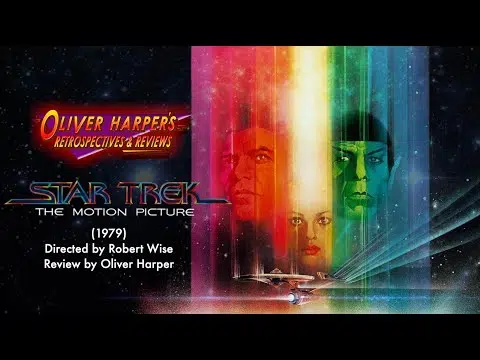 OLIVER HARPER'S
RETROSPECTIVES & REVIEWS
STAR TREK
THE MOTION PICTURE
(1979)
Directed by Robert Wise
Review by Oliver Harper